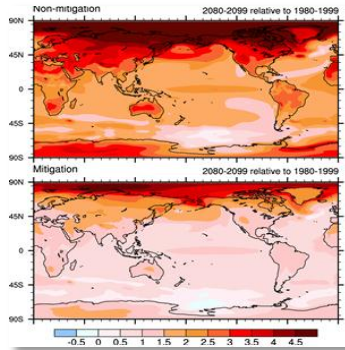 Non-mitigation 2080-2099 relative to 1980-1999
90N
45N
0
45S
90S
Mitigation 2080-2099 relative to 1980-1999
90N
45N
0
45S
90S
-0.5 0 0.5 1 1.5 2 2.5 3 3.5 4 4.5